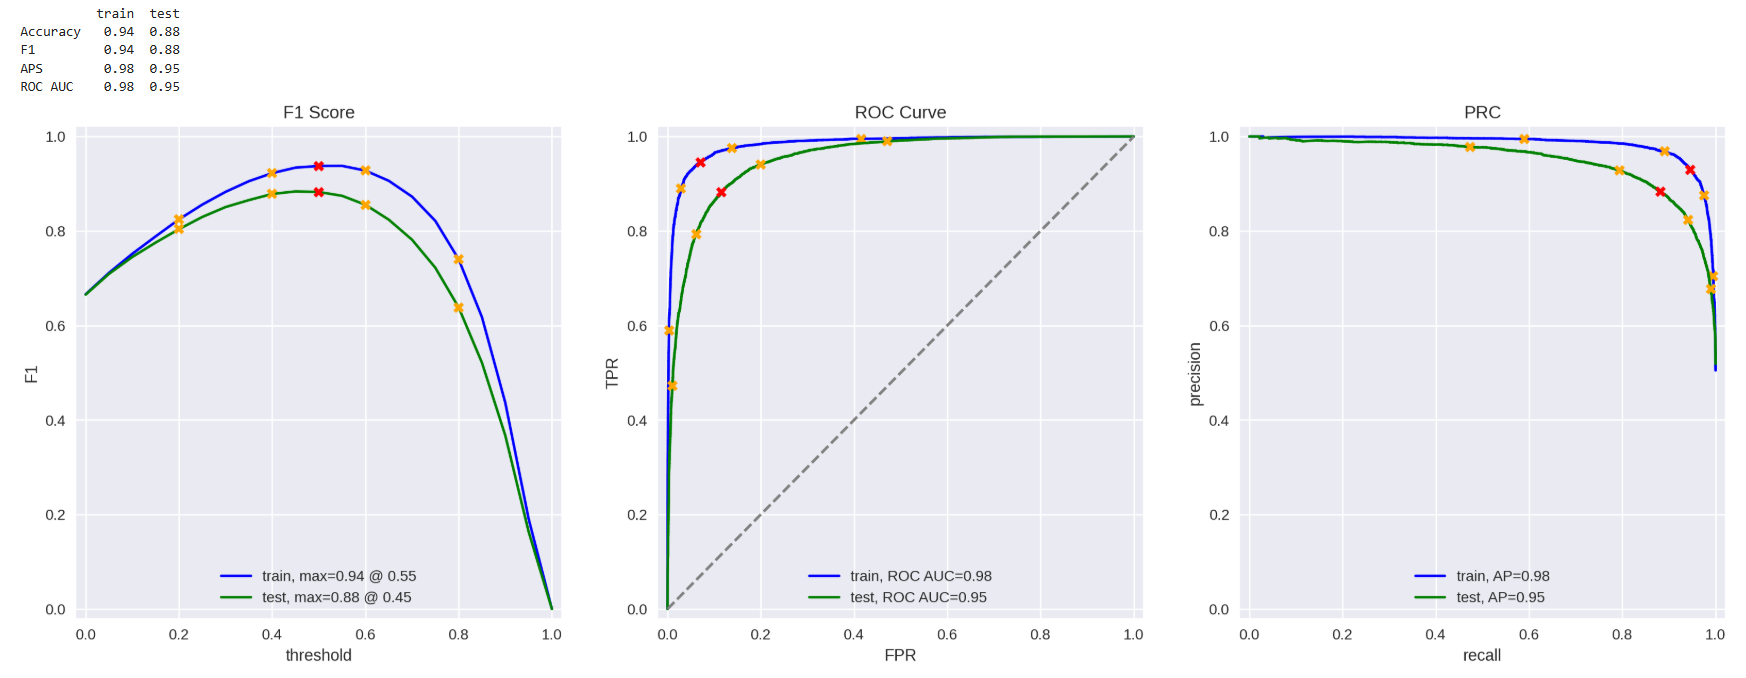 train test
Accuracy 0.94 0.88
F1 0.94 0.88
APS 0.98 0.95
ROC AUC 0.98 0.95
F1 Score
1.0
0.8
0.6
0.4
0.2
0.0
F1
train, max=0.94 @ 0.55
test, max=0.88 @ 0.45
0.0 0.2 0.4 0.6 0.8 1.0
threshold
ROC Curve
1.0
0.8
0.6
0.4
0.2
0.0
TPR
train, ROC AUC=0.98
test, ROC AUC=0.95
0.0 0.2 0.4 0.6 0.8 1.0
FPR
PRC
1.0
0.8
0.6
0.4
0.2
0.0
precision
train, AP=0.98
test, AP=0.95
0.0 0.2 0.4 0.6 0.8 1.0
recall